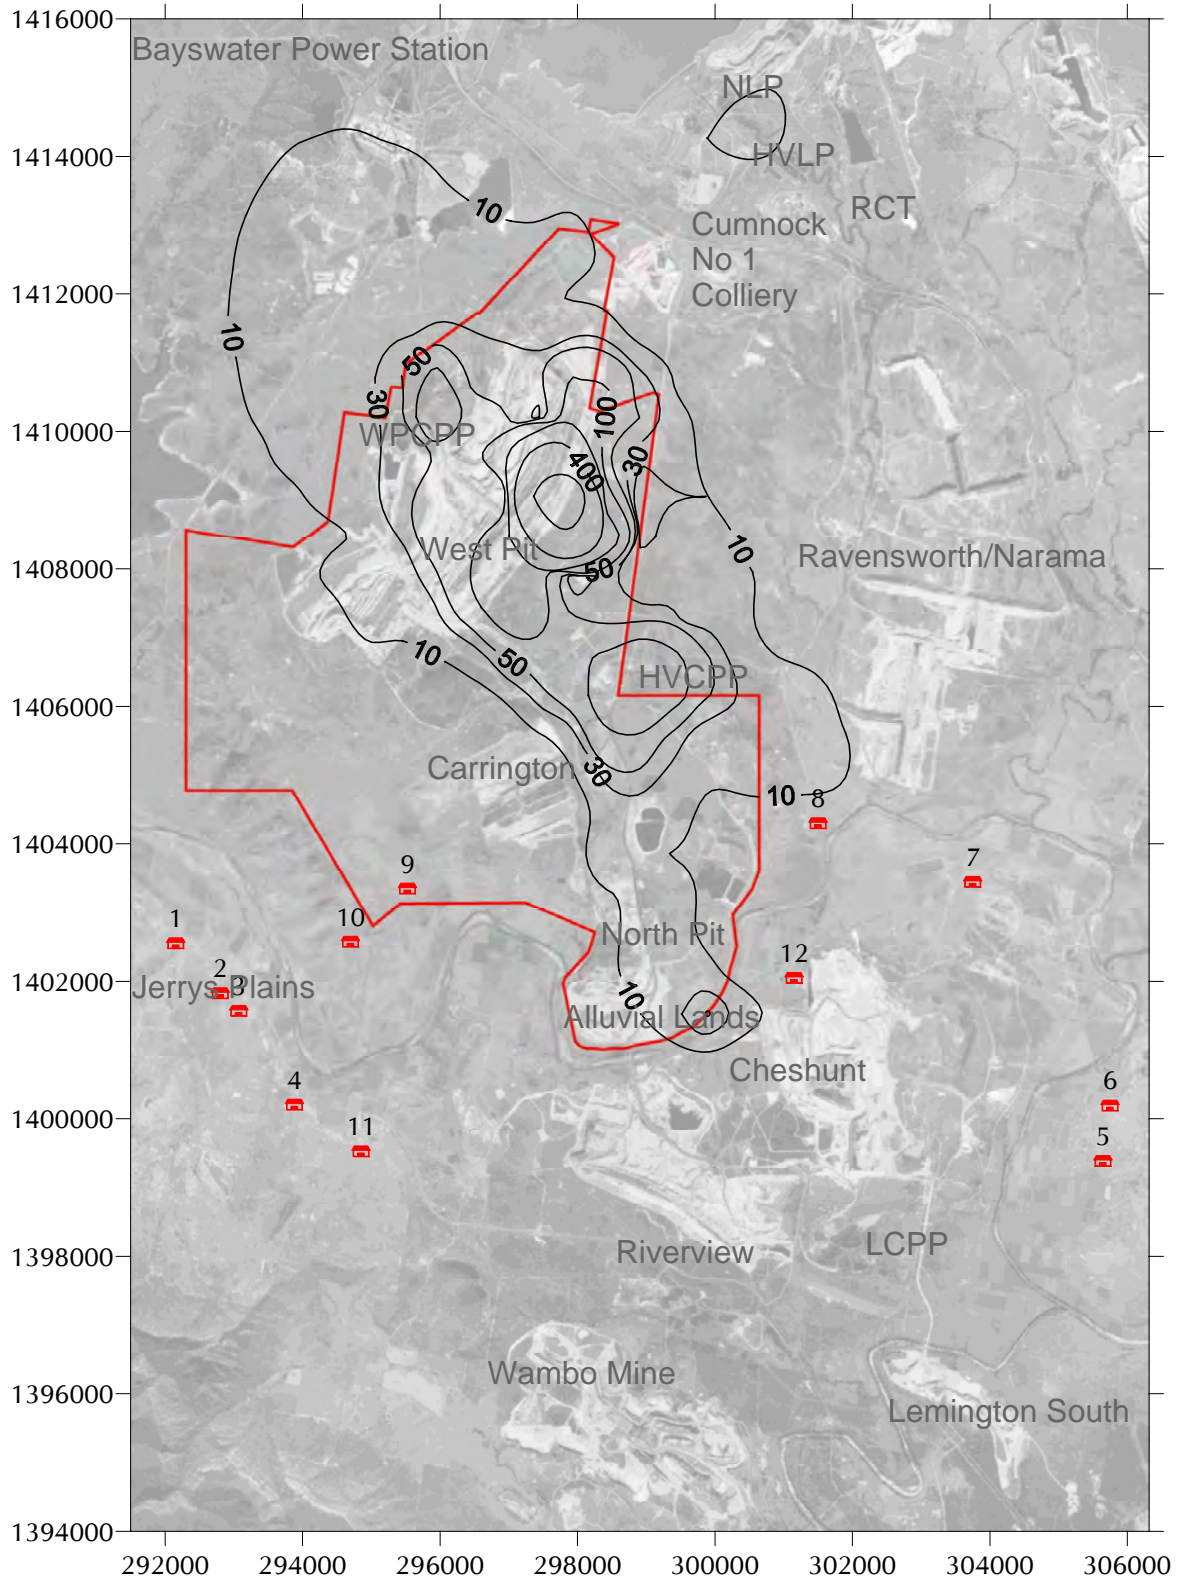 1416000
Bayswater Power Station
NLP
1414000
HVLP
10
RCT
Cumnock
No 1
Colliery
1412000
10
50
30
100
1410000
WPCPP
30
400
10
West Pit
50
Ravensworth/Narama
1408000
10
50
HVCPP
1406000
Carrington
30
10
8
1404000
9
7
1
10
North Pit
12
2
3
Jerrys Plains
1402000
10
Alluvial Lands
Cheshunt
4
6
1400000
11
5
Riverview
LCPP
1398000
Wambo Mine
1396000
Lemington South
1394000
292000 294000 296000 298000 300000 302000 304000 306000